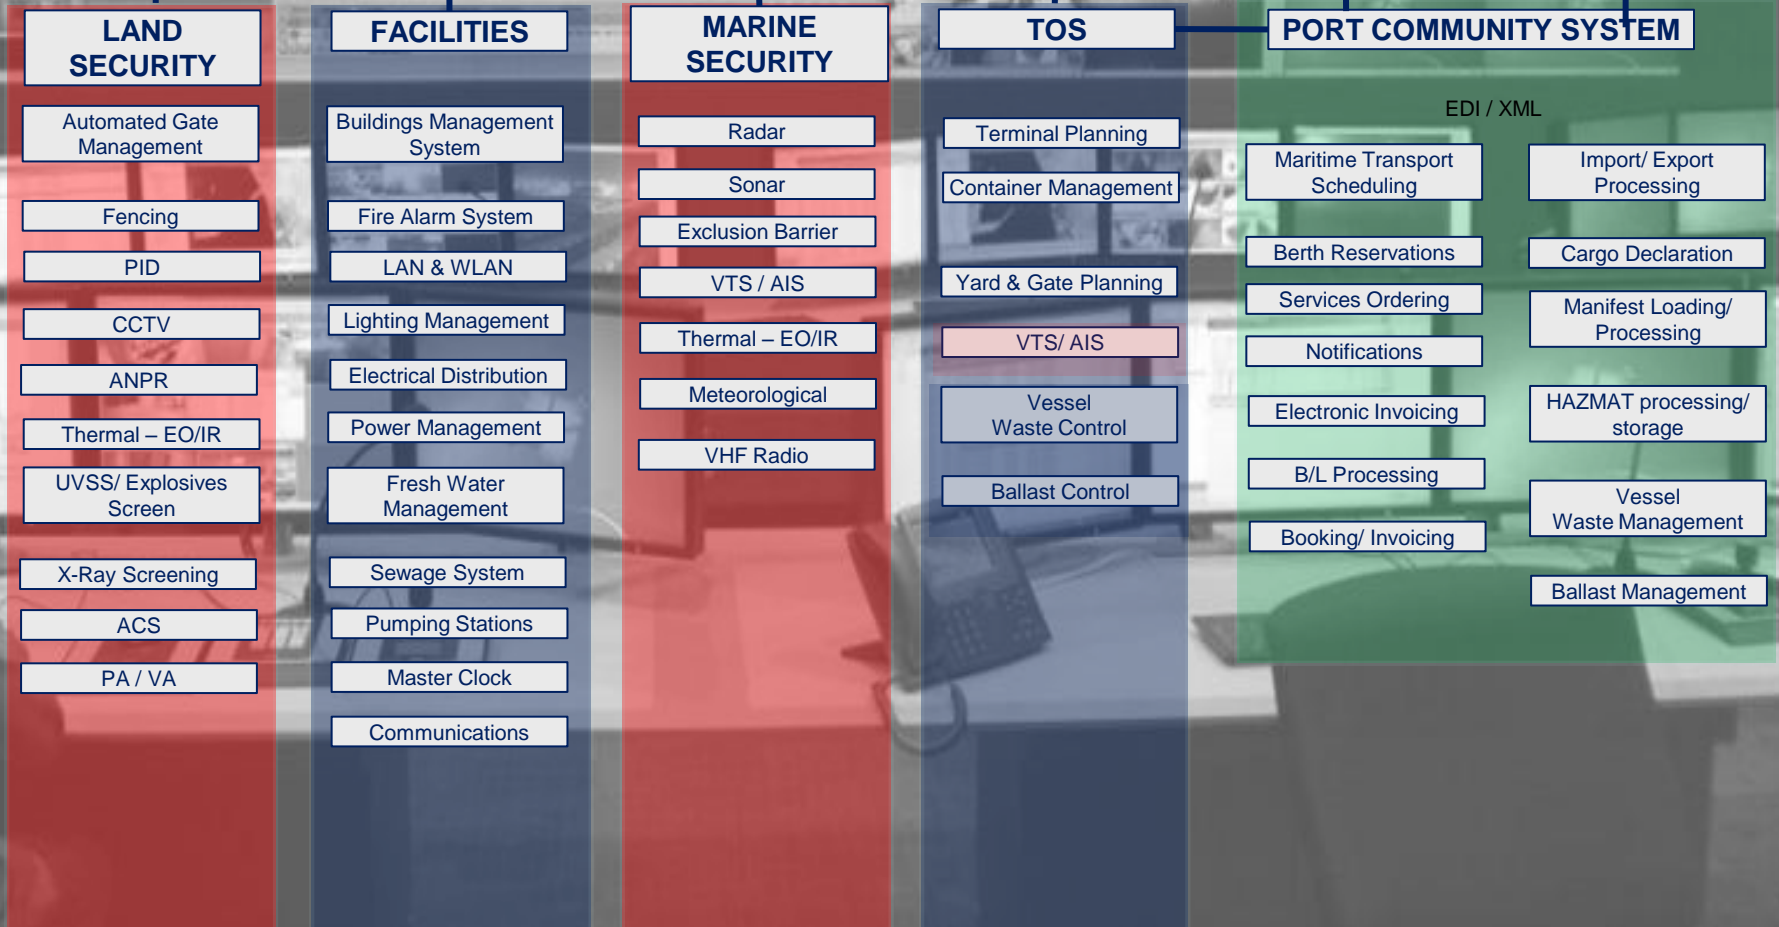 LAND
SECURITY
Automated Gate
Management
Fencing
PID
CCTV
ANPR
Thermal – EO/IR
UVSS/ Explosives
Screen
X-Ray Screening
ACS
PA / VA
FACILITIES
Buildings Management
System
Fire Alarm System
LAN & WLAN
Lighting Management
Electrical Distribution
Power Management
Fresh Water
Management
Sewage System
Pumping Stations
Master Clock
Communications
MARINE
SECURITY
Radar
Sonar
Exclusion Barrier
VTS / AIS
Thermal – EO/IR
Meteorological
VHF Radio
TOS
Terminal Planning
Container Management
Yard & Gate Planning
VTS/ AIS
Vessel
Waste Control
Ballast Control
PORT COMMUNITY SYSTEM
EDI / XML
Maritime Transport
Scheduling
Berth Reservations
Services Ordering
Notifications
Electronic Invoicing
B/L Processing
Booking/ Invoicing
Import/ Export
Processing
Cargo Declaration
Manifest Loading/
Processing
HAZMAT processing/
storage
Vessel
Waste Management
Ballast Management